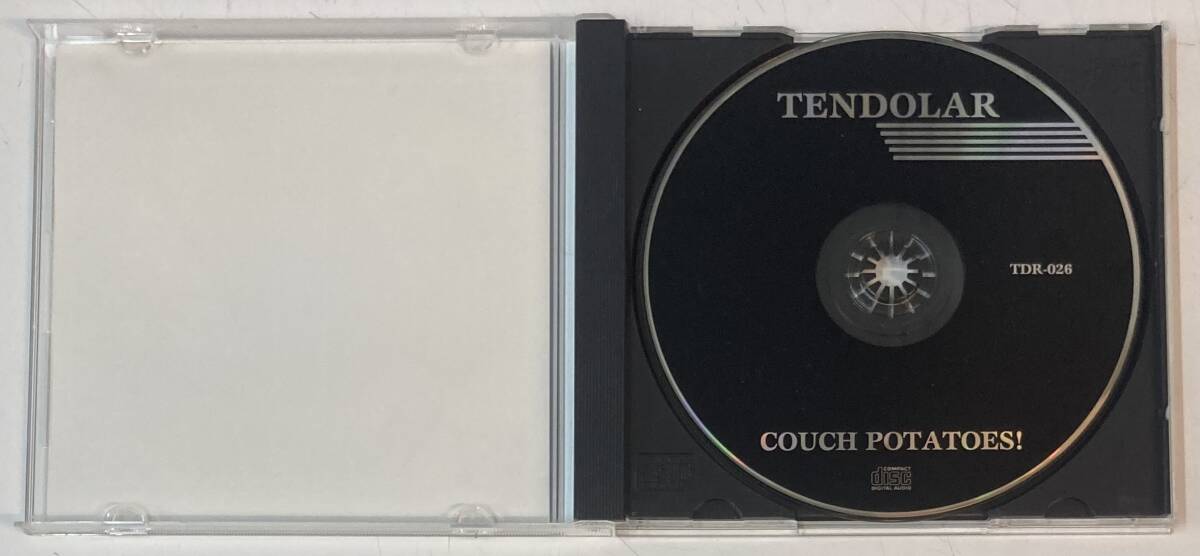 TENDOLAR
TDR-026
COUCH POTATOES!
COMPACT
disc
DIGITAL AUDIO